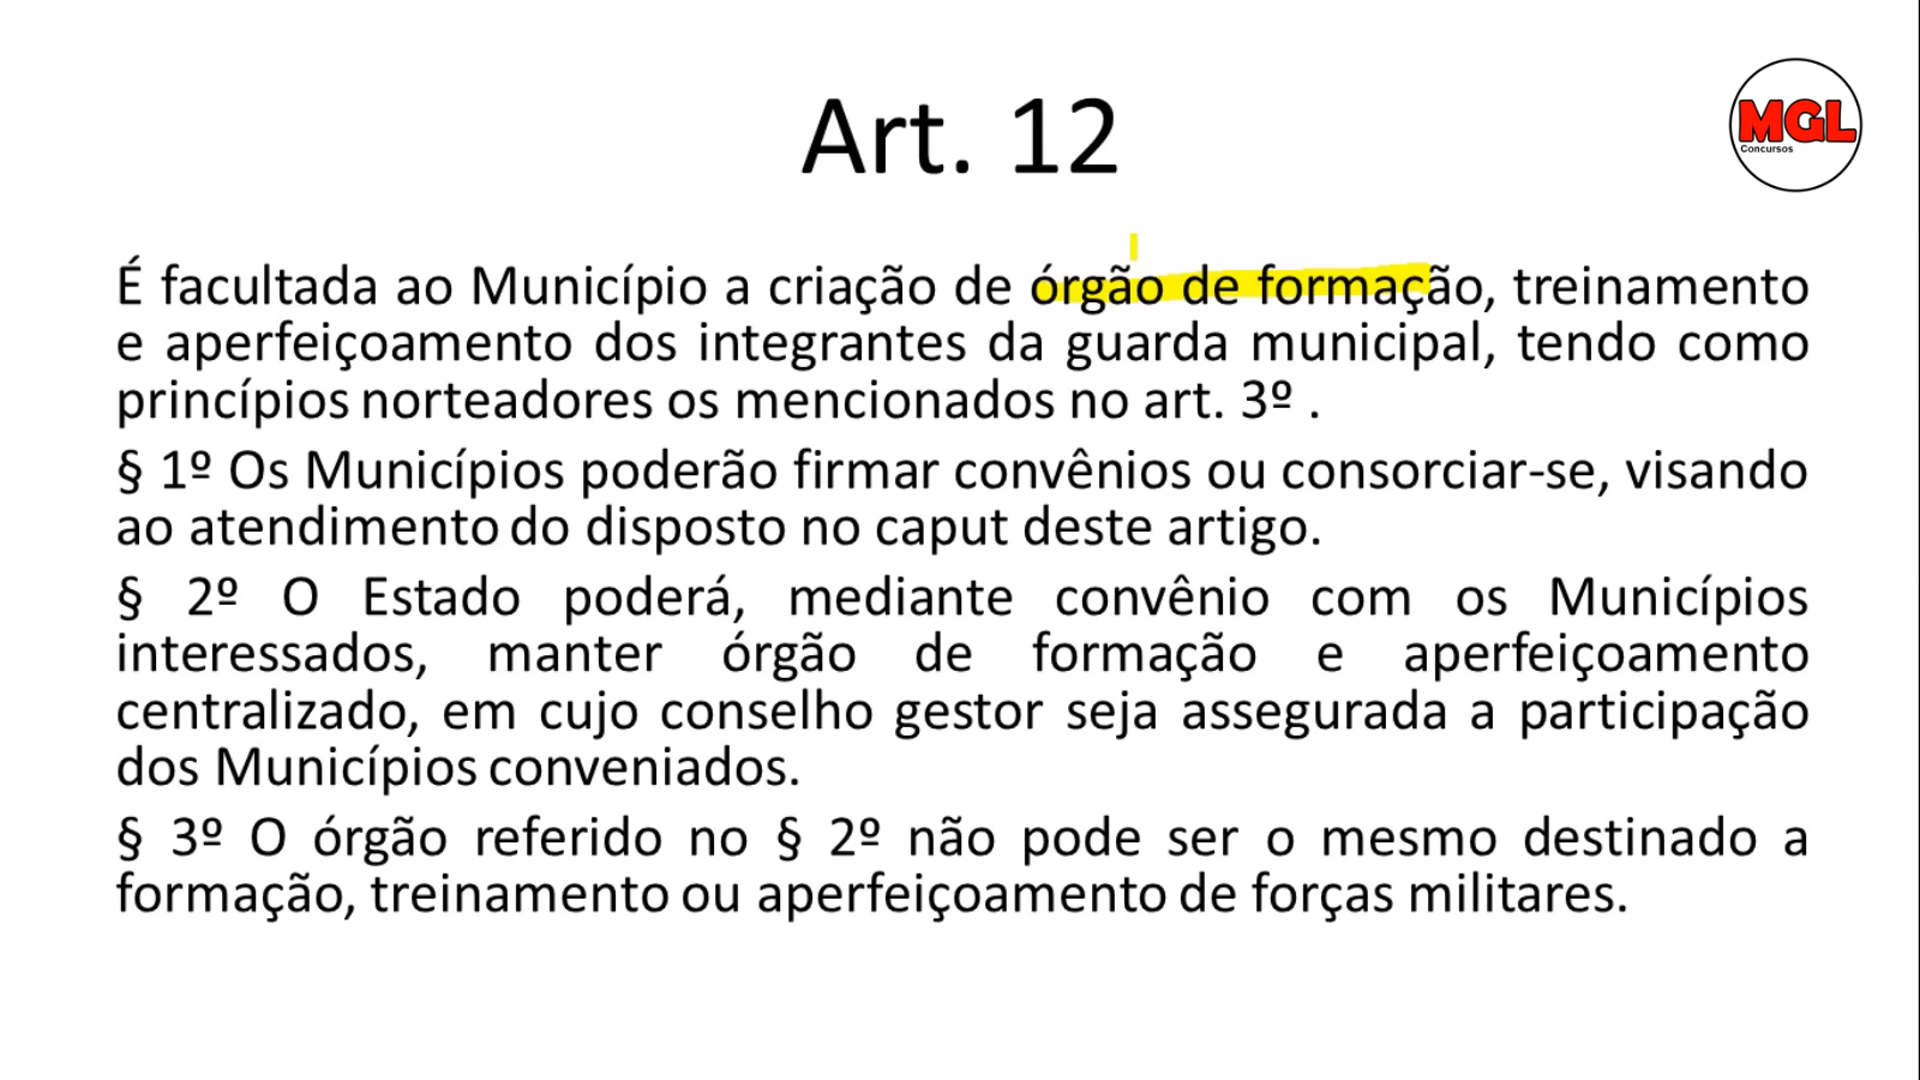 Art. 12
MGL
Concursos
É facultada ao Município a criação de órgão de formação, treinamento
e aperfeiçoamento dos integrantes da guarda municipal, tendo como
princípios norteadores os mencionados no art. 3º .
§ 1º Os Municípios poderão firmar convênios ou consorciar-se, visando
ao atendimento do disposto no caput deste artigo.
§ 2º O Estado poderá, mediante convênio com os Municípios
interessados, manter órgão de formação e aperfeiçoamento
centralizado, em cujo conselho gestor seja assegurada a participação
dos Municípios conveniados.
§ 3º O órgão referido no § 2º não pode ser o mesmo destinado a
formação, treinamento ou aperfeiçoamento de forças militares.